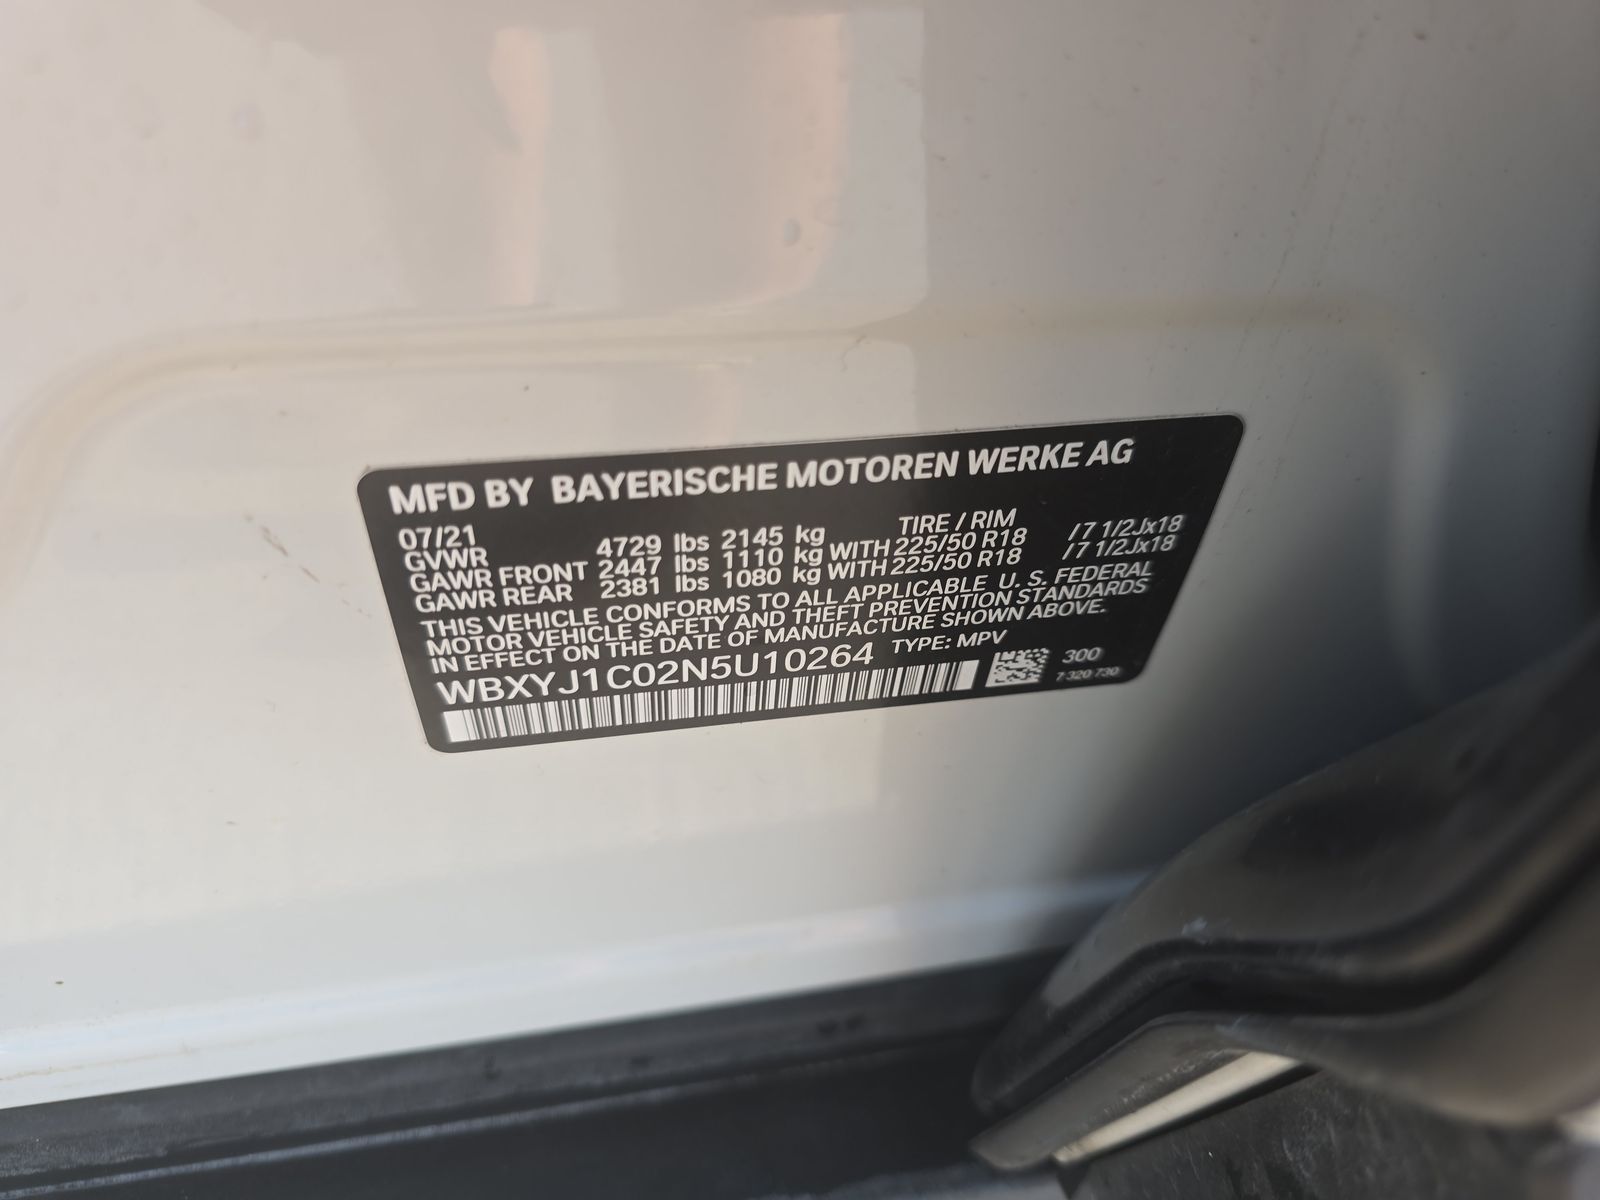 MFD BY BAYERISCHE MOTOREN WERKE AG
07/21 TIRE / RIM
GVWR 4729 lbs 2145 kg
GAWR FRONT 2447 lbs 1110 kg WITH 225/50 R18 /7 1/2Jx18
GAWR REAR 2381 lbs 1080 kg WITH 225/50 R18 /7 1/2Jx18
THIS VEHICLE CONFORMS TO ALL APPLICABLE U. S. FEDERAL
MOTOR VEHICLE SAFETY AND THEFT PREVENTION STANDARDS
IN EFFECT ON THE DATE OF MANUFACTURE SHOWN ABOVE.
WBXYJ1C02N5U10264 TYPE: MPV
300
7 320 730